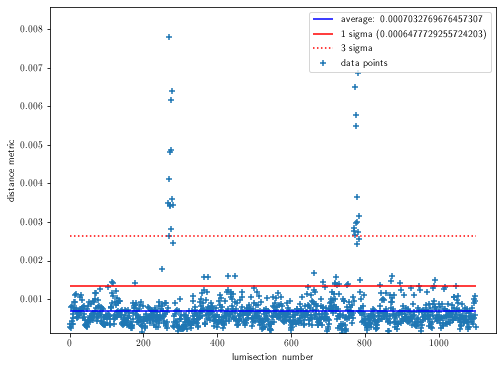 average: 0.000703276976457307
1 sigma (0.0006477729255724203)
3 sigma
data points
0.008
0.007
0.006
0.005
0.004
0.003
0.002
0.001
distance metric
0
200
400
600
800
1000
lumisection number